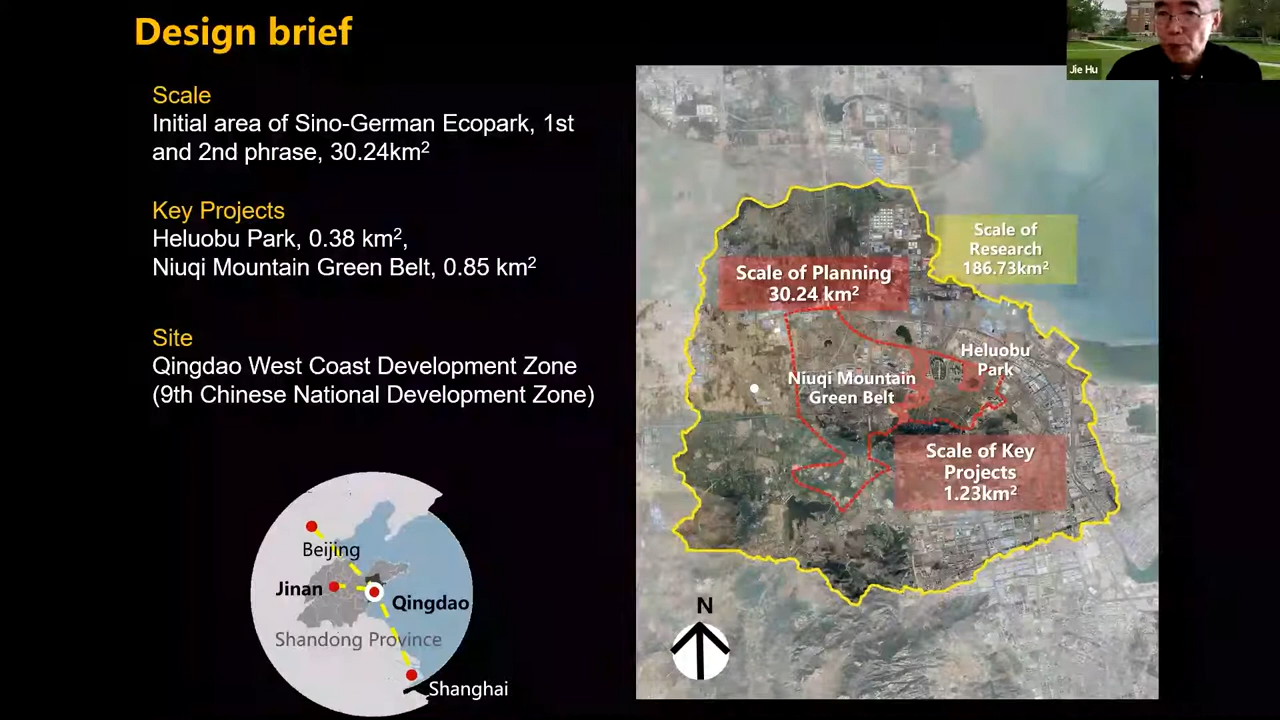 Design brief
Jie Hu
Scale
Initial area of Sino-German Ecopark, 1st
and 2nd phrase, 30.24km²
Key Projects
Heluobu Park, 0.38 km²,
Niuqi Mountain Green Belt, 0.85 km²
Site
Qingdao West Coast Development Zone
(9th Chinese National Development Zone)
Beijing
Jinan
Qingdao
Shandong Province
Shanghai
Scale of
Research
186.73km²
Scale of Planning
30.24 km²
Heluobu
Park
Niuqi Mountain
Green Belt
Scale of Key
Projects
1.23km²
N